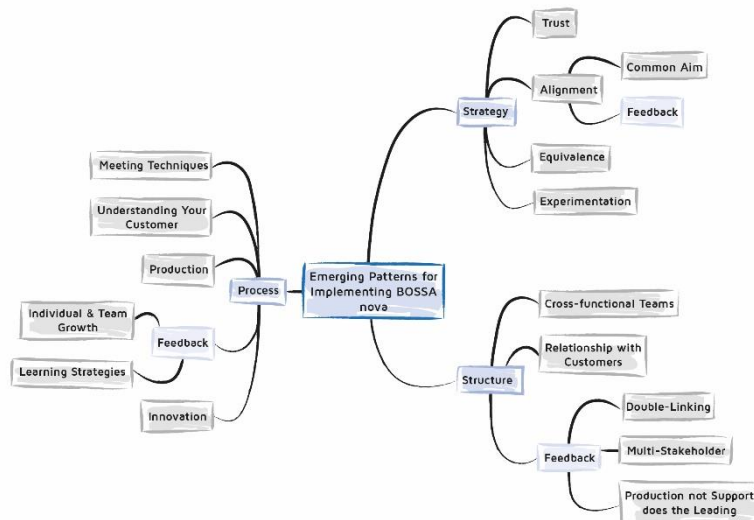 Trust
Common Aim
Alignment
Strategy
Feedback
Equivalence
Experimentation
Meeting Techniques
Understanding Your
Customer
Production
Process
Individual & Team
Growth
Feedback
Learning Strategies
Innovation
Emerging Patterns for
Implementing BOSSA
nova
Cross-functional Teams
Relationship with
Customers
Structure
Double-Linking
Feedback
Multi-Stakeholder
Production not Support
does the Leading